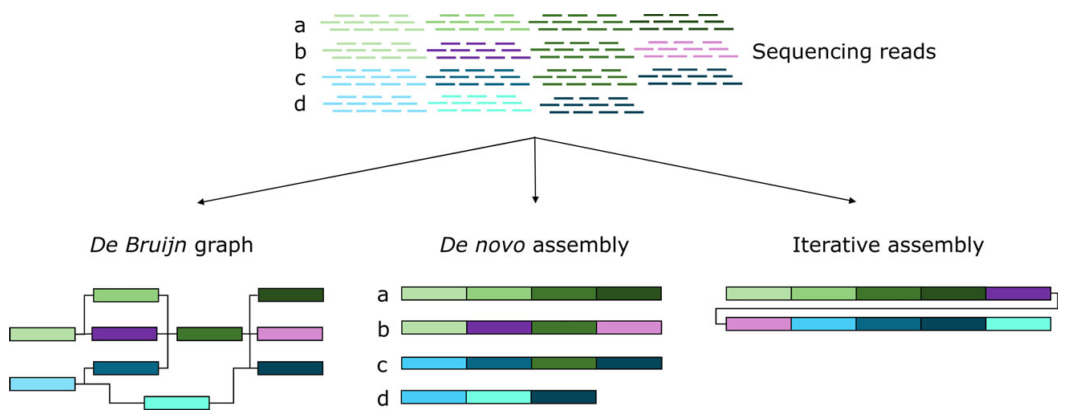 a
b
Sequencing reads
c
d
De Bruijn graph
De novo assembly
Iterative assembly
a
b
c
d